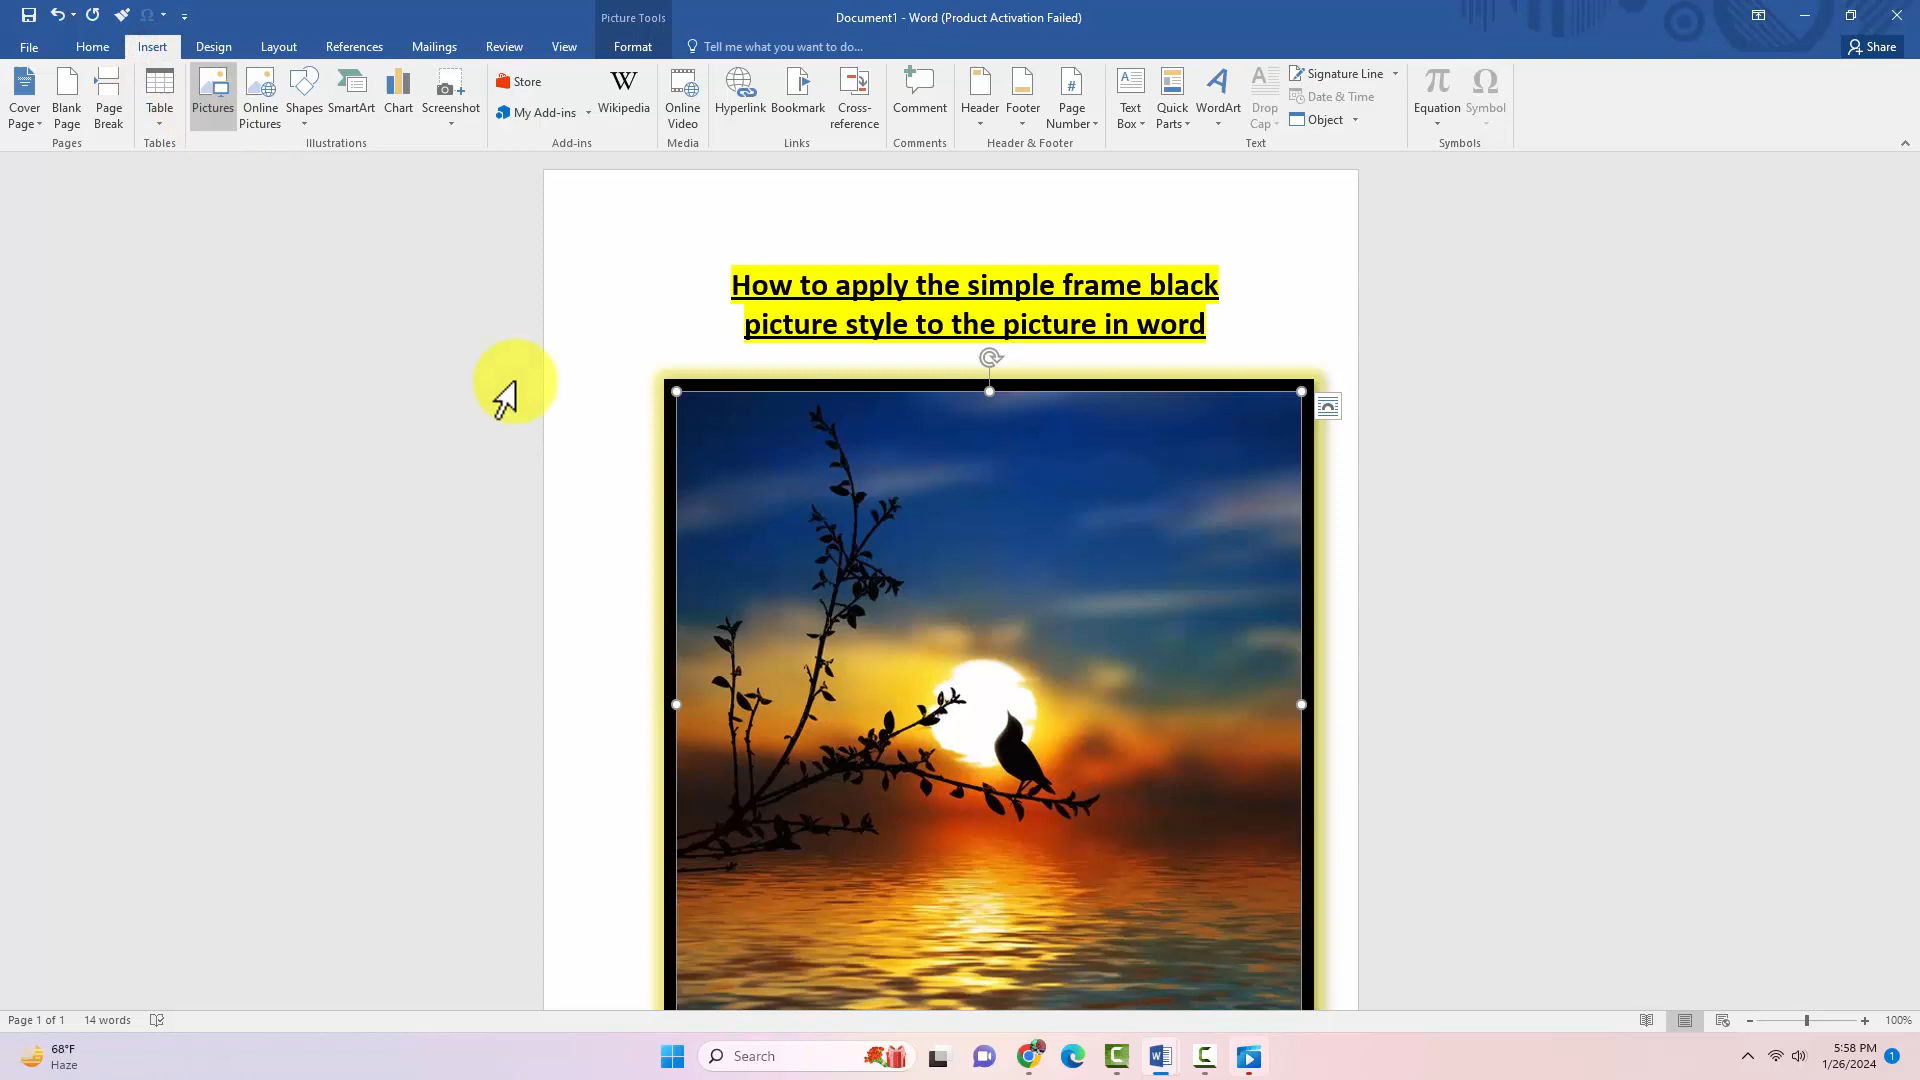 Picture Tools
Document1 - Word (Product Activation Failed)
File Home Insert Design Layout References Mailings Review View Format Tell me what you want to do... Share
Cover Page
Blank Page
Page Break
Table
Pictures
Online Pictures
Shapes
SmartArt
Chart
Screenshot
Store
My Add-ins
W
Wikipedia
Online Video
Hyperlink
Bookmark
Cross-reference
Comment
Header
Footer
#
Page Number
A
Text Box
Quick Parts
A
WordArt
A
Drop Cap
Signature Line
Date & Time
Object
π
Equation
Ω
Symbol
Pages Tables Illustrations Add-ins Media Links Comments Header & Footer Text Symbols
How to apply the simple frame black
picture style to the picture in word
Page 1 of 1 14 words 100%
68°F
Haze
Search
5:58 PM
1/26/2024
1